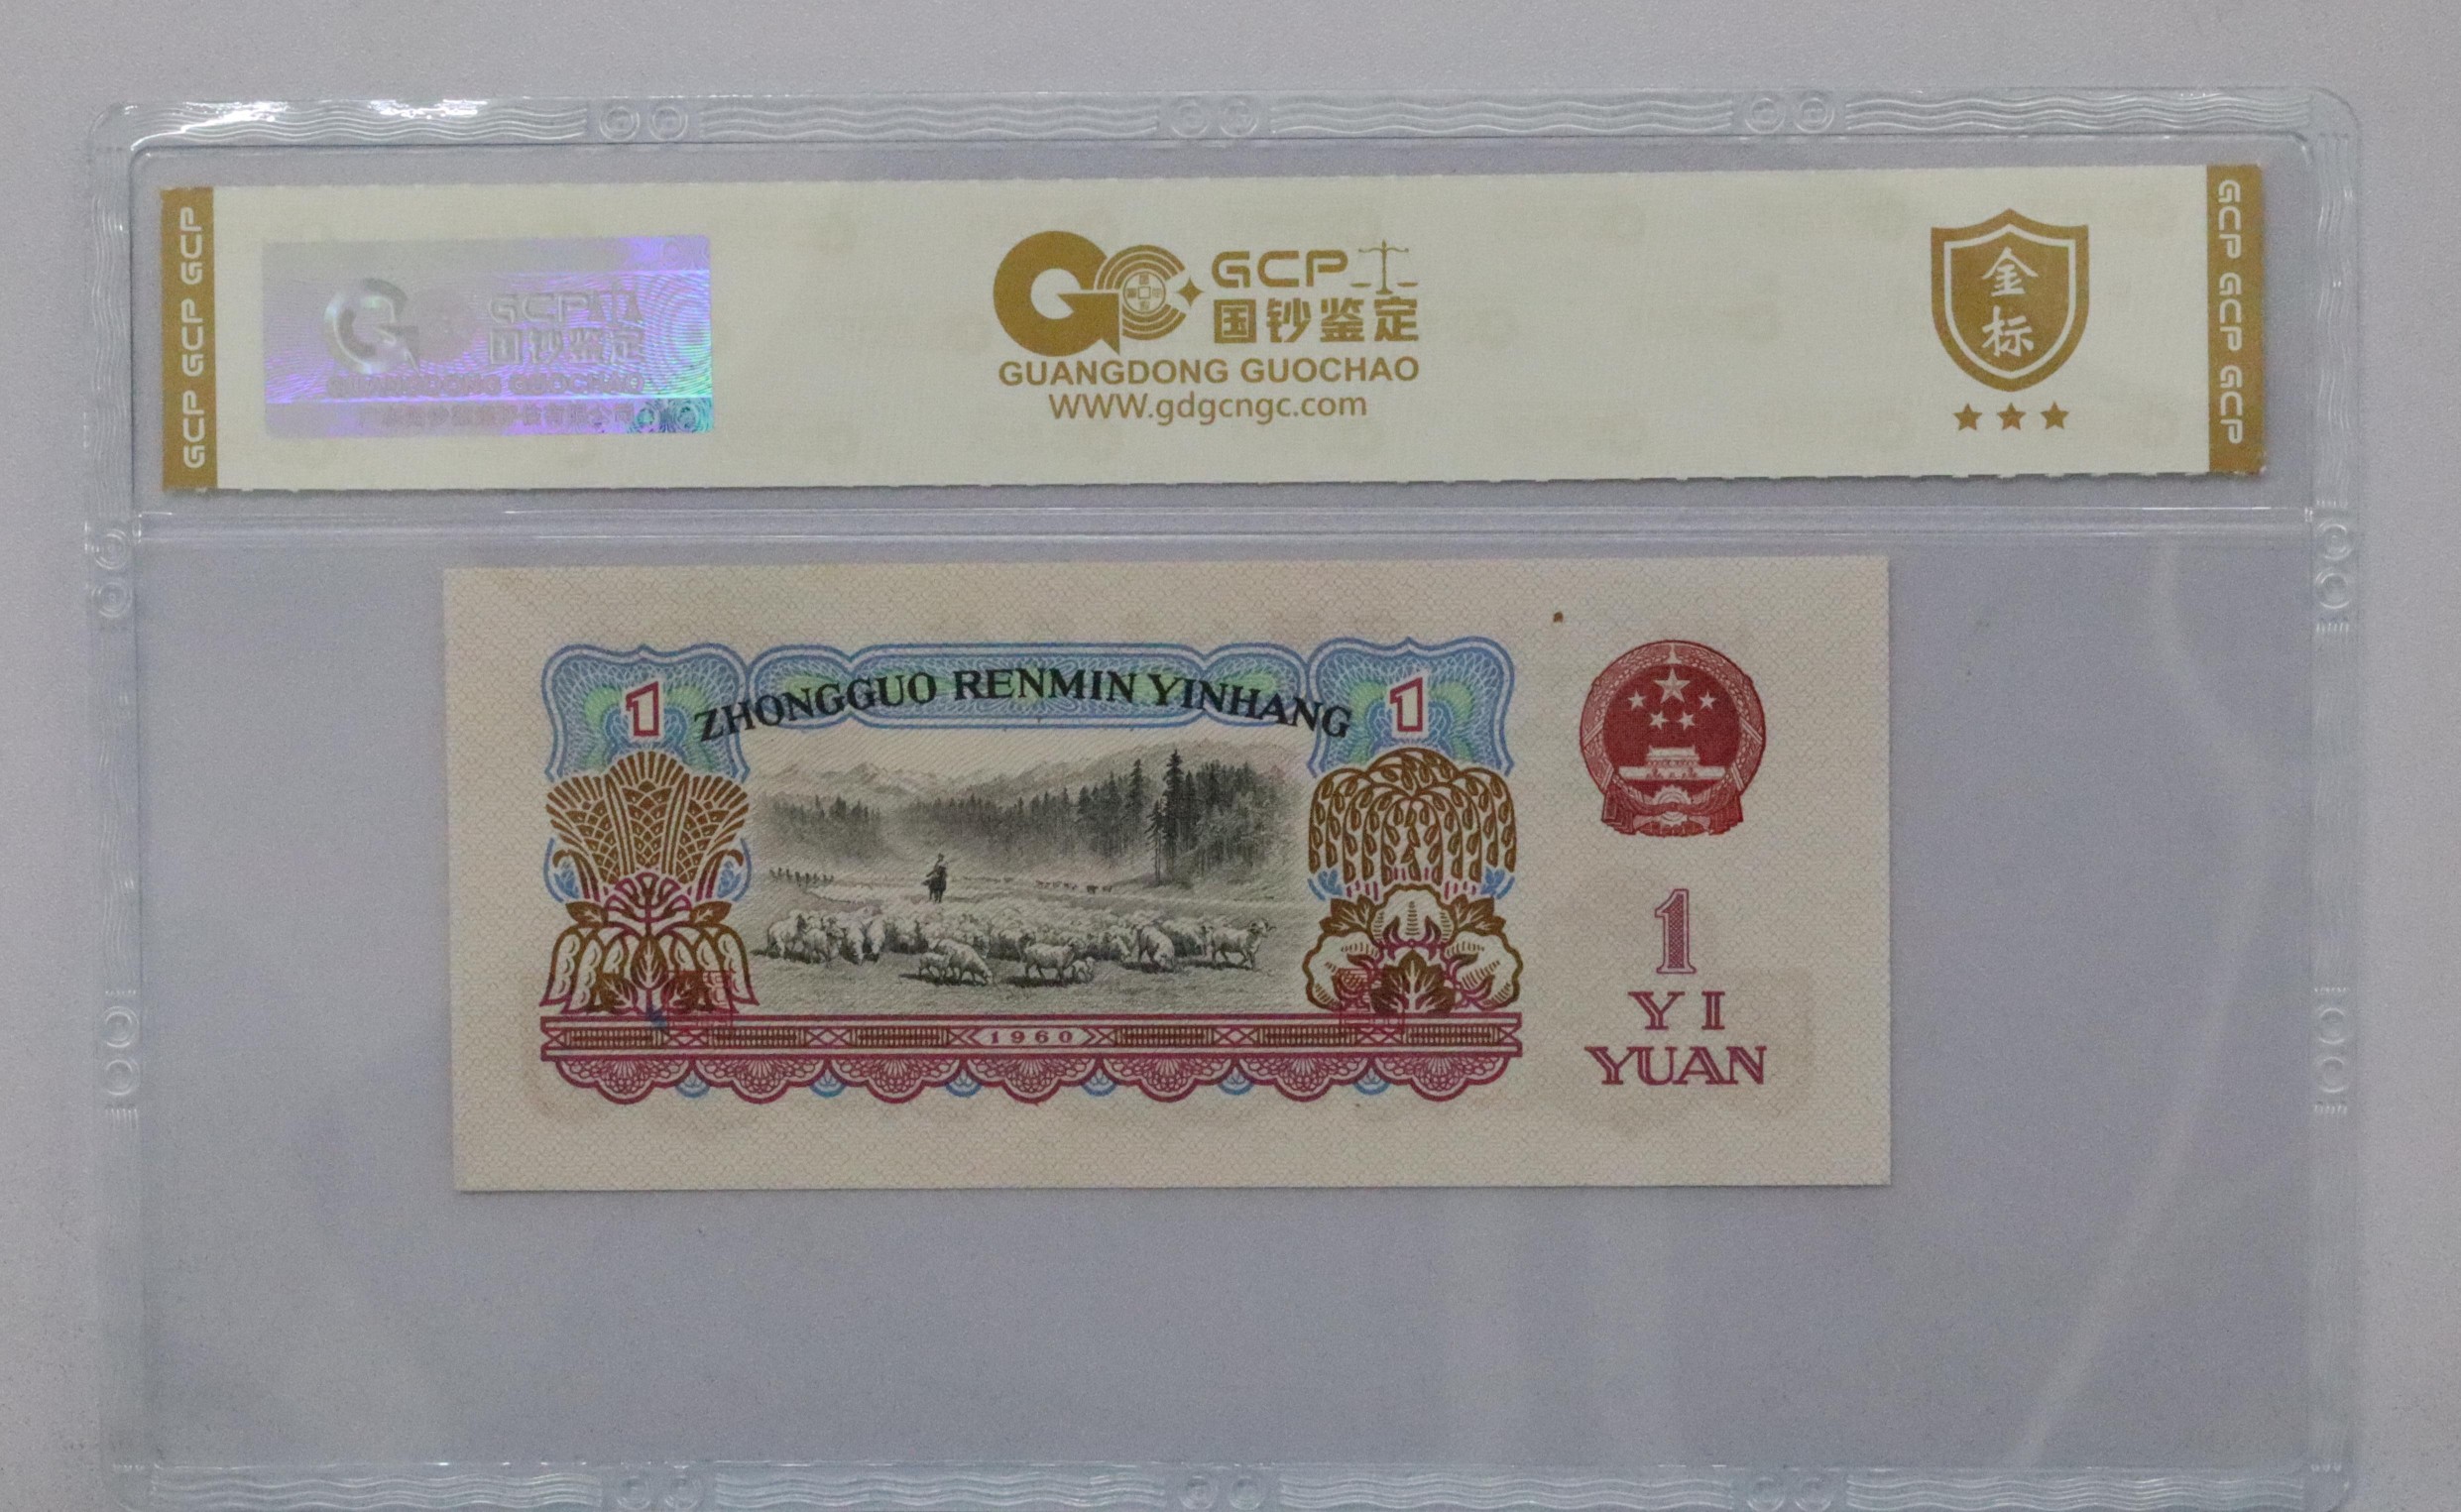 GCP GCP GCP
GCP
国钞鉴定
GUANGDONG GUOCHAO
GCP
国钞鉴定
GUANGDONG GUOCHAO
WWW.gdgcngc.com
金
标
GCP GCP GCP
1
ZHONGGUO RENMIN YINHANG
1
1960
1
YI
YUAN